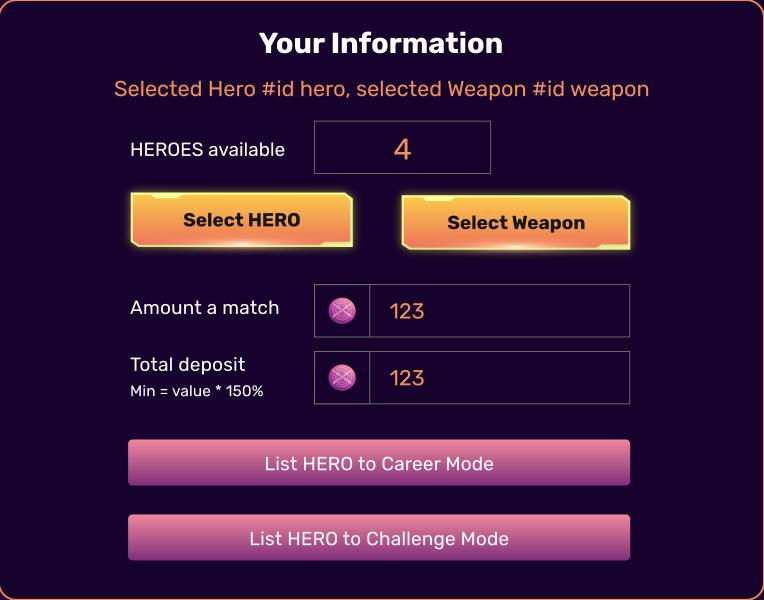 Your Information
Selected Hero #id hero, selected Weapon #id weapon
HEROES available
4
Select HERO
Select Weapon
Amount a match
123
Total deposit
123
Min = value * 150%
List HERO to Career Mode
List HERO to Challenge Mode